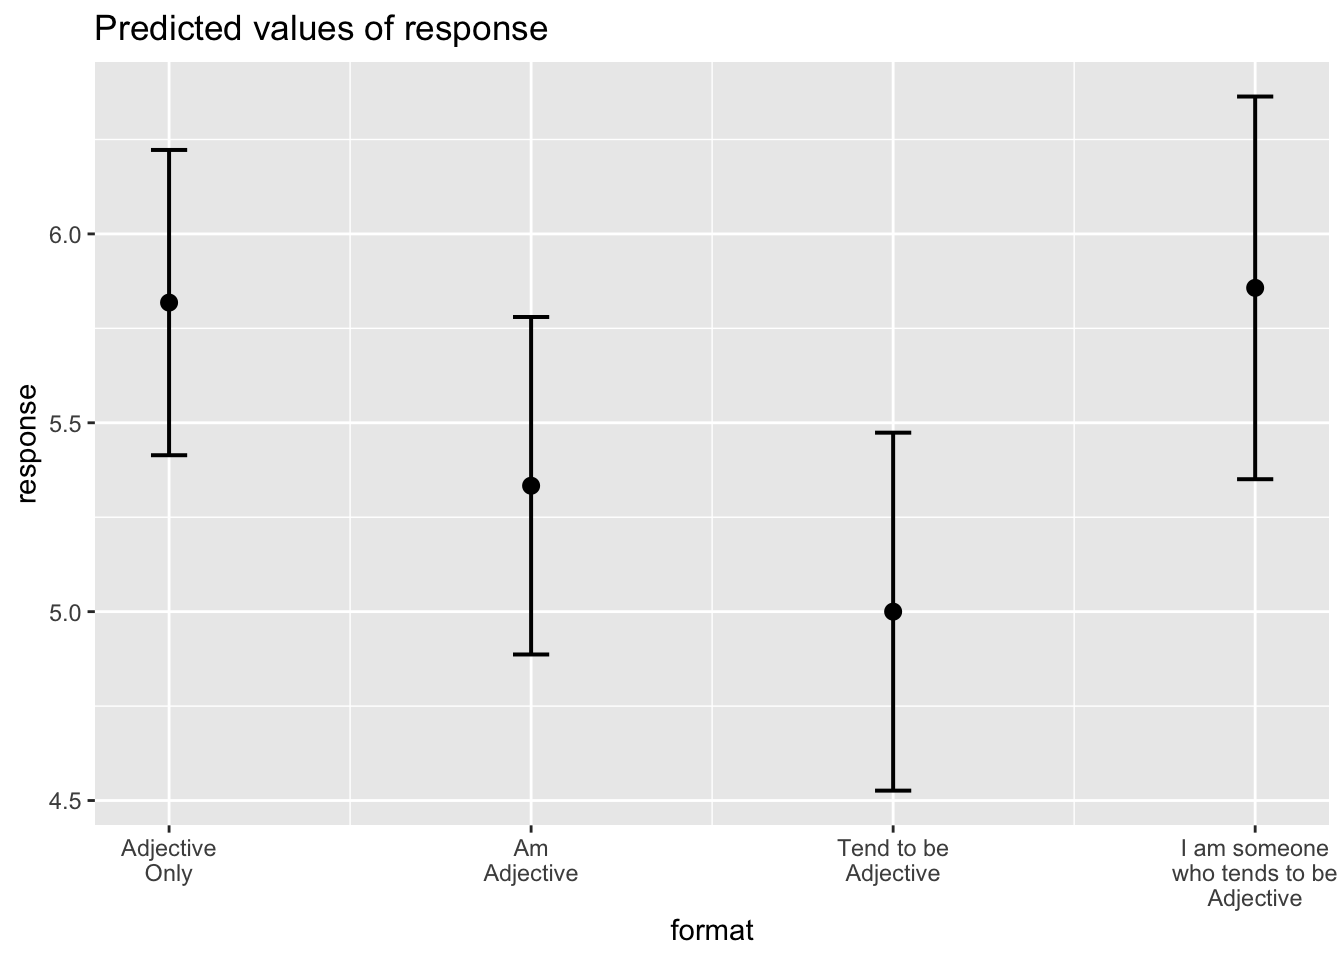 Predicted values of response
response
6.0
5.5
5.0
4.5
Adjective
Only
Am
Adjective
Tend to be
Adjective
I am someone
who tends to be
Adjective
format